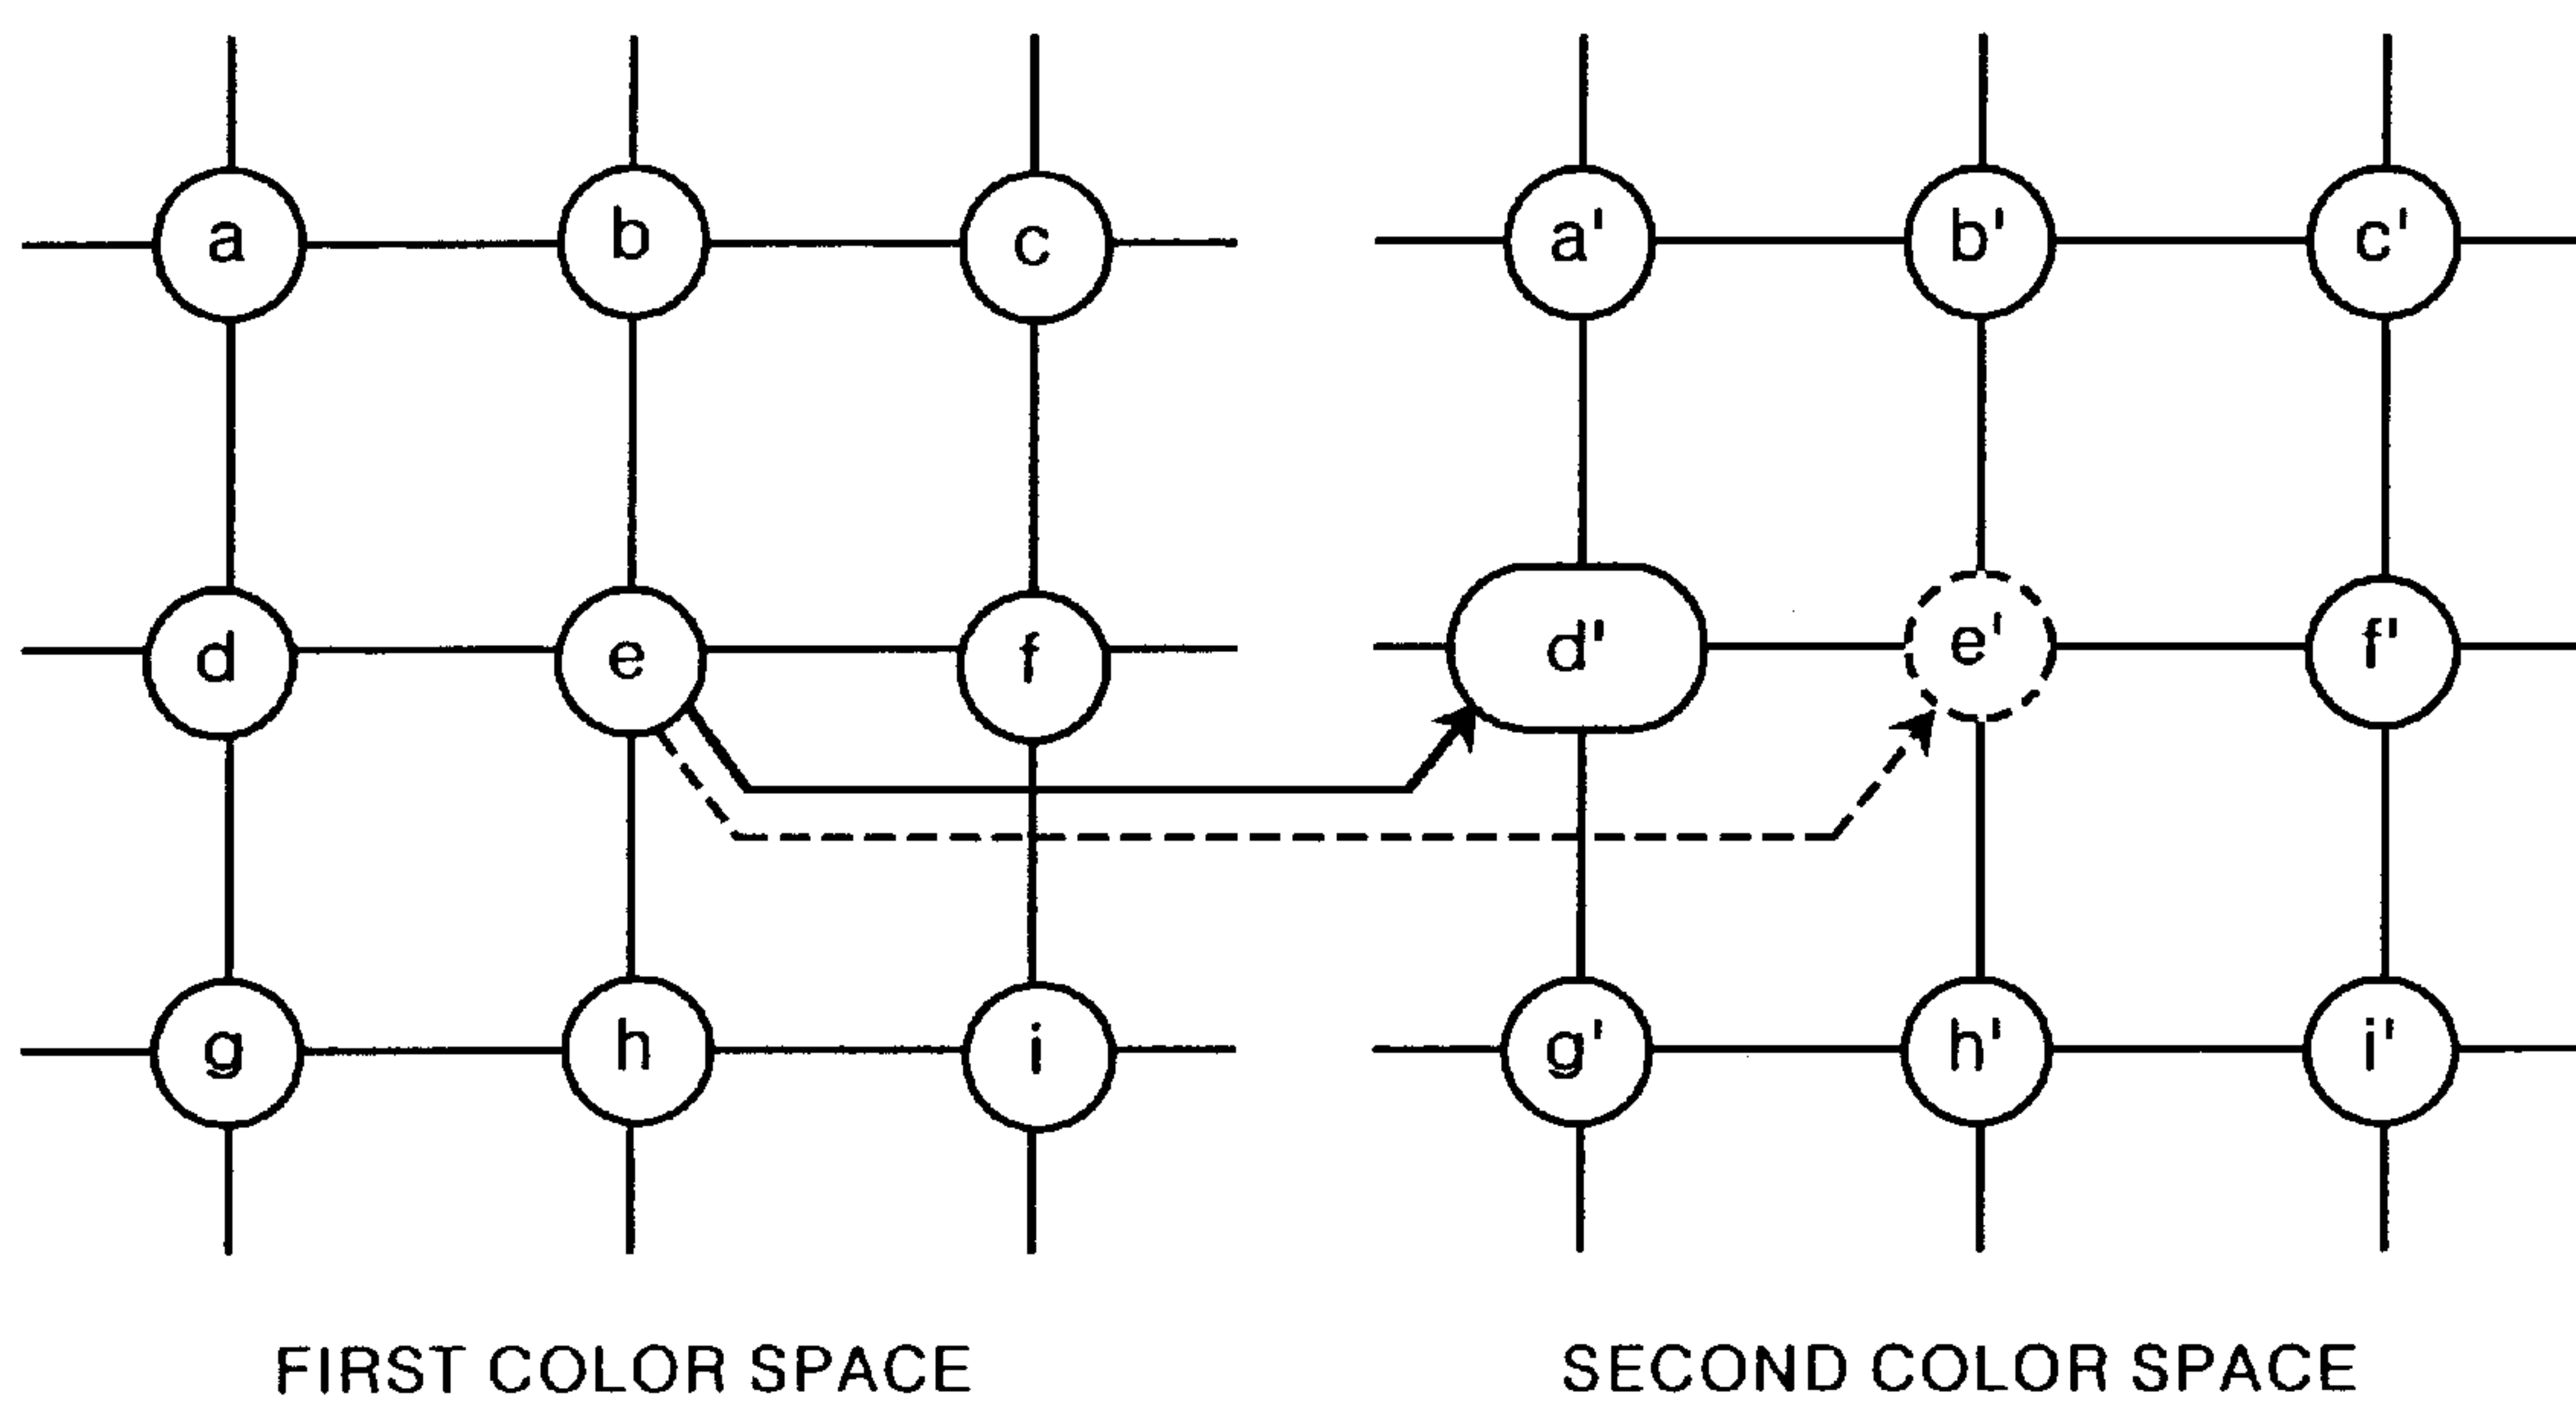 a b c a' b' c'
d e f d' e' f'
g h i g' h' i'
FIRST COLOR SPACE SECOND COLOR SPACE